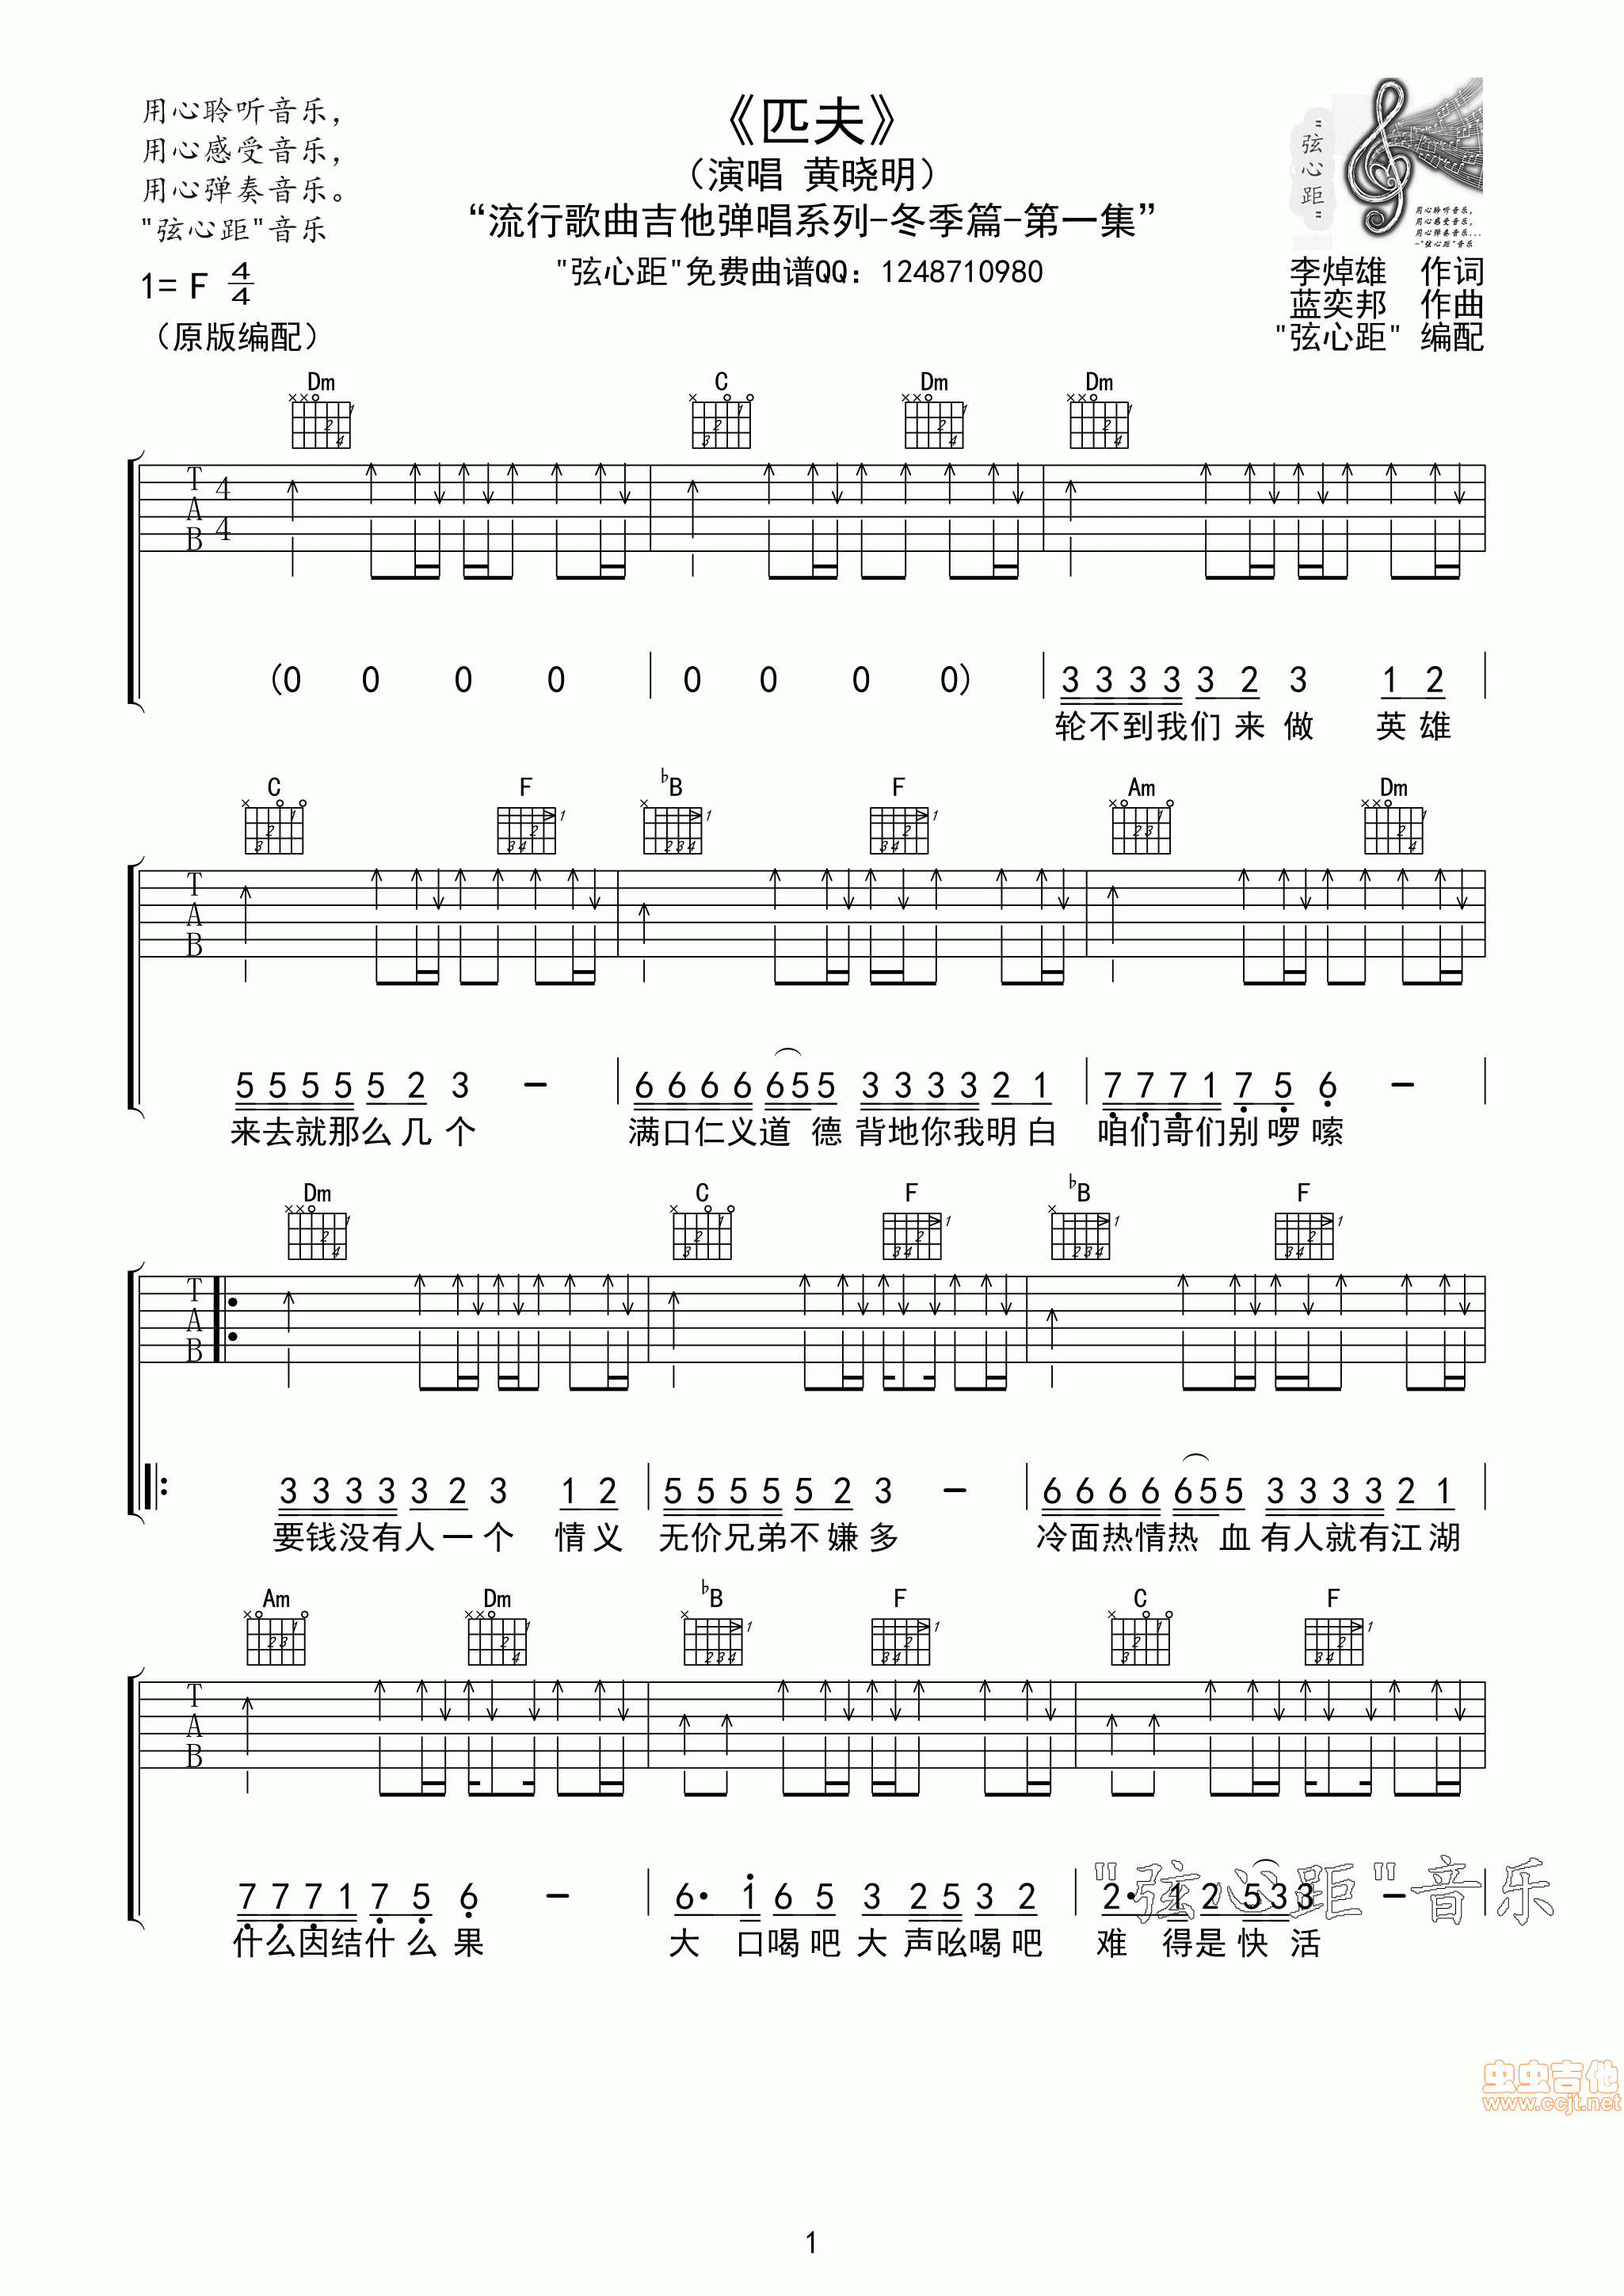 用心聆听音乐，
用心感受音乐，
用心弹奏音乐。
"弦心距"音乐
《匹夫》
（演唱 黄晓明）
“流行歌曲吉他弹唱系列-冬季篇-第一集”
"弦心距"免费曲谱QQ：1248710980
"弦心距"
用心聆听音乐，
用心感受音乐，
用心弹奏音乐...
-"弦心距"音乐
1= F 4/4
（原版编配）
李焯雄 作词
蓝奕邦 作曲
"弦心距" 编配
Dm C Dm Dm
T A B 4 4
(0 0 0 0 | 0 0 0 0) | 3 3 3 3 3 2 3 1 2
轮不到我们来做 英雄
C F ♭B F Am Dm
T A B
5 5 5 5 5 2 3 - | 6 6 6 6 6 5 5 3 3 3 3 2 1 | 7 7 7 1 7 5 6 -
来去就那么几个 满口仁义道 德 背地你我明白 咱们哥们别啰嗦
Dm C F ♭B F
T A B
3 3 3 3 3 2 3 1 2 | 5 5 5 5 5 2 3 - | 6 6 6 6 6 5 5 3 3 3 3 2 1
要钱没有人一个 情义 无价兄弟不嫌多 冷面热情热 血 有人就有江湖
Am Dm ♭B F C F
T A B
7 7 7 1 7 5 6 - | 6· 1 6 5 3 2 5 3 2 | 2· 1 2 5 3 3 -
什么因结什么果 大 口喝吧大声吆喝吧 难 得是快 活
"弦心距"音乐
虫虫吉他
www.ccjt.net
1